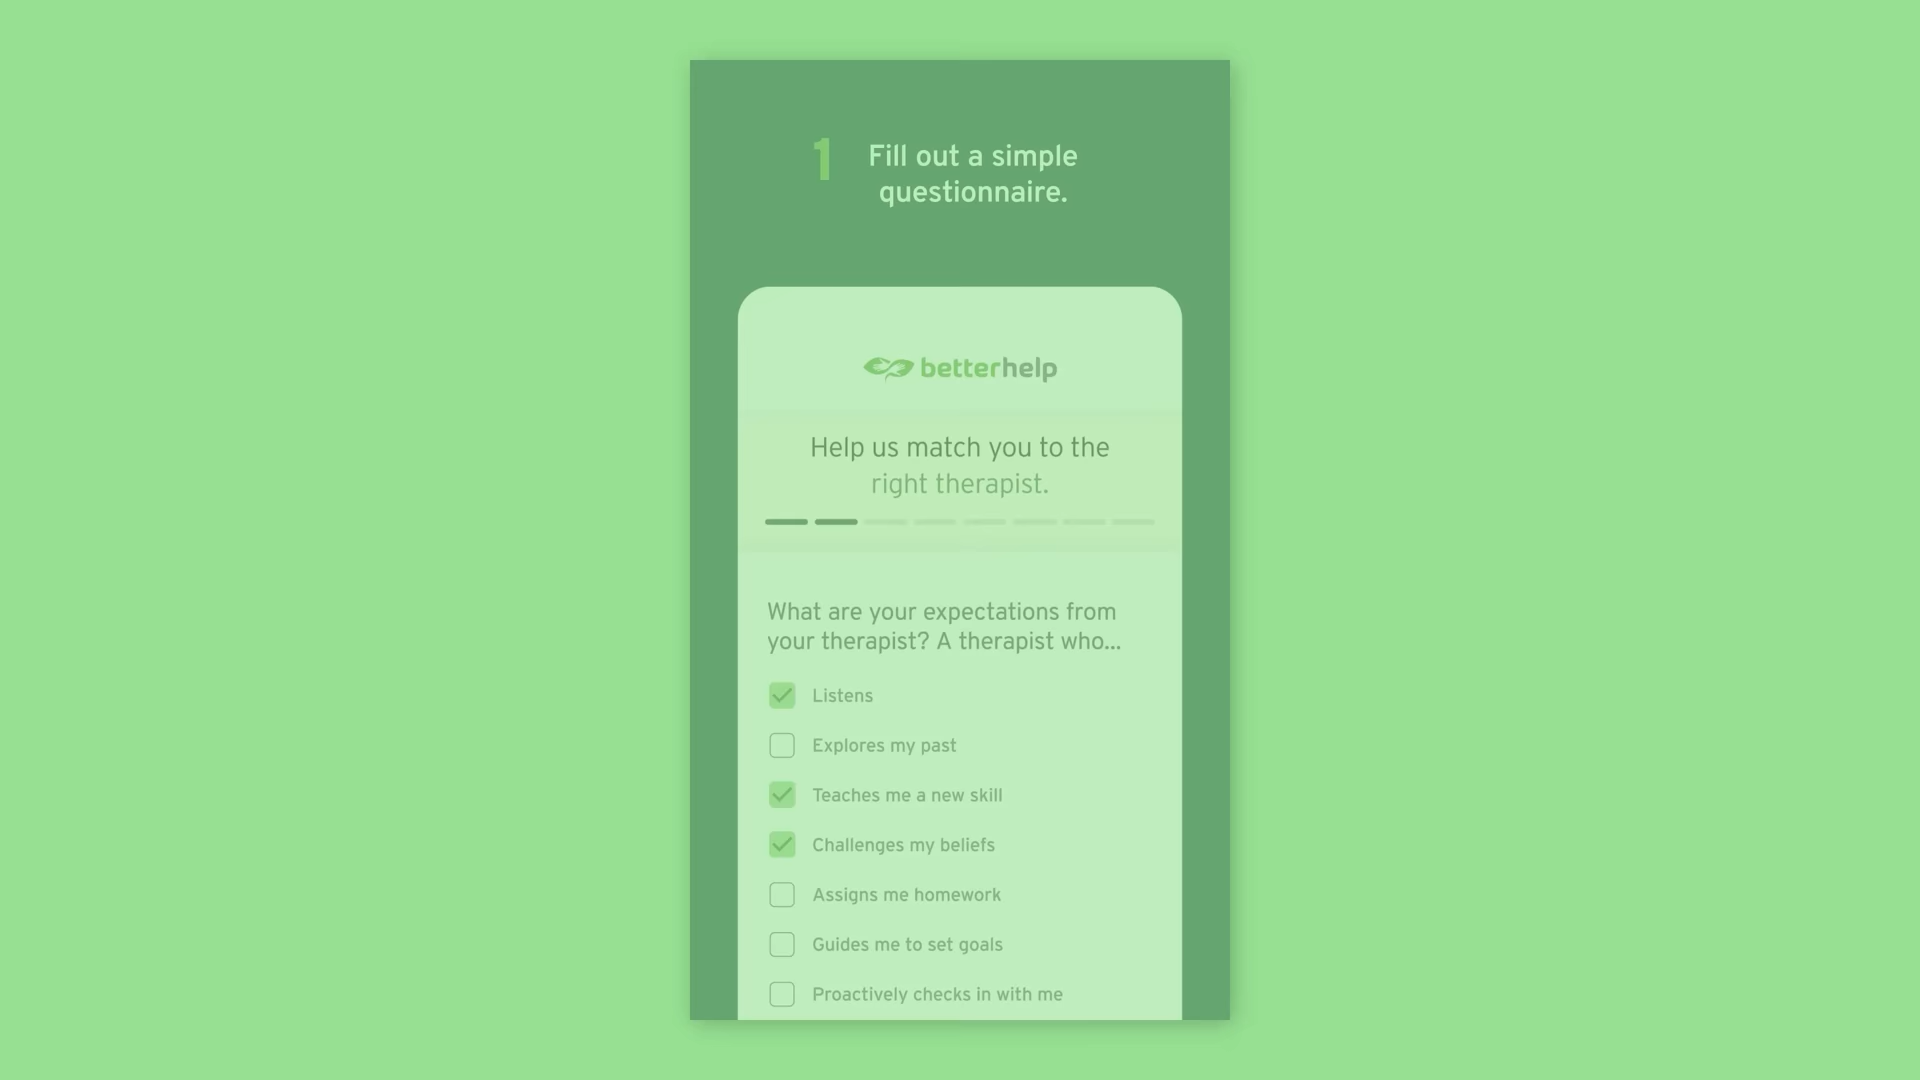 1 Fill out a simple
questionnaire.
betterhelp
Help us match you to the
right therapist.
What are your expectations from
your therapist? A therapist who...
Listens
Explores my past
Teaches me a new skill
Challenges my beliefs
Assigns me homework
Guides me to set goals
Proactively checks in with me